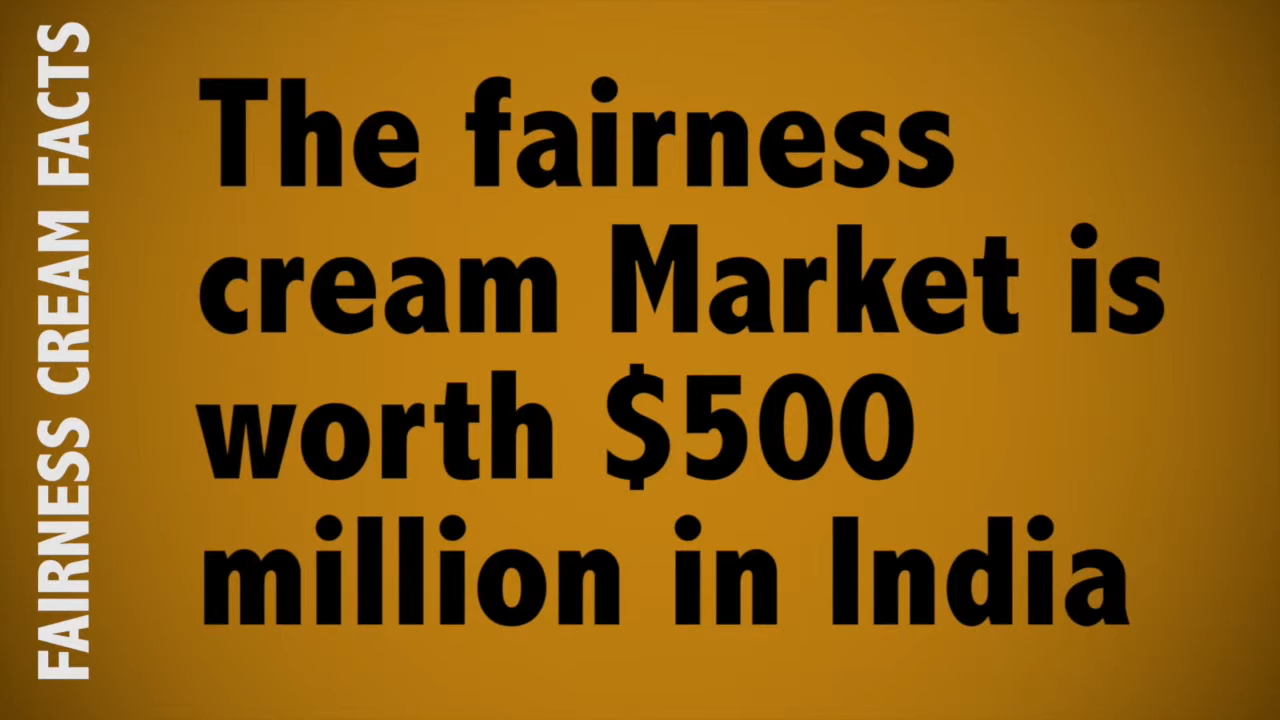 FAIRNESS CREAM FACTS
The fairness
cream Market is
worth $500
million in India